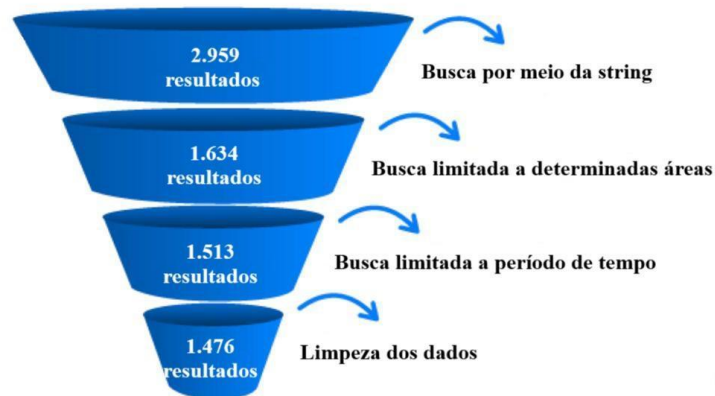 2.959
resultados
Busca por meio da string
1.634
resultados
Busca limitada a determinadas áreas
1.513
resultados
Busca limitada a período de tempo
1.476
resultados
Limpeza dos dados